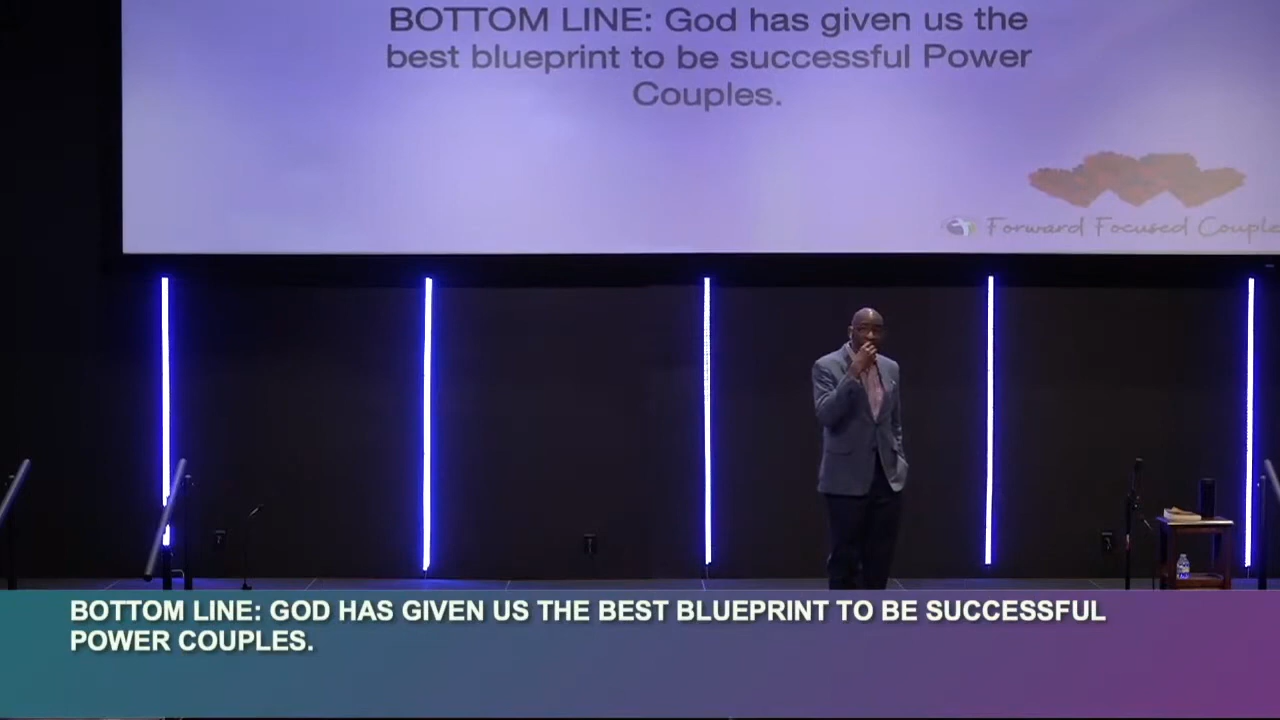 BOTTOM LINE: God has given us the
best blueprint to be successful Power
Couples.
Forward Focused Couple
BOTTOM LINE: GOD HAS GIVEN US THE BEST BLUEPRINT TO BE SUCCESSFUL
POWER COUPLES.